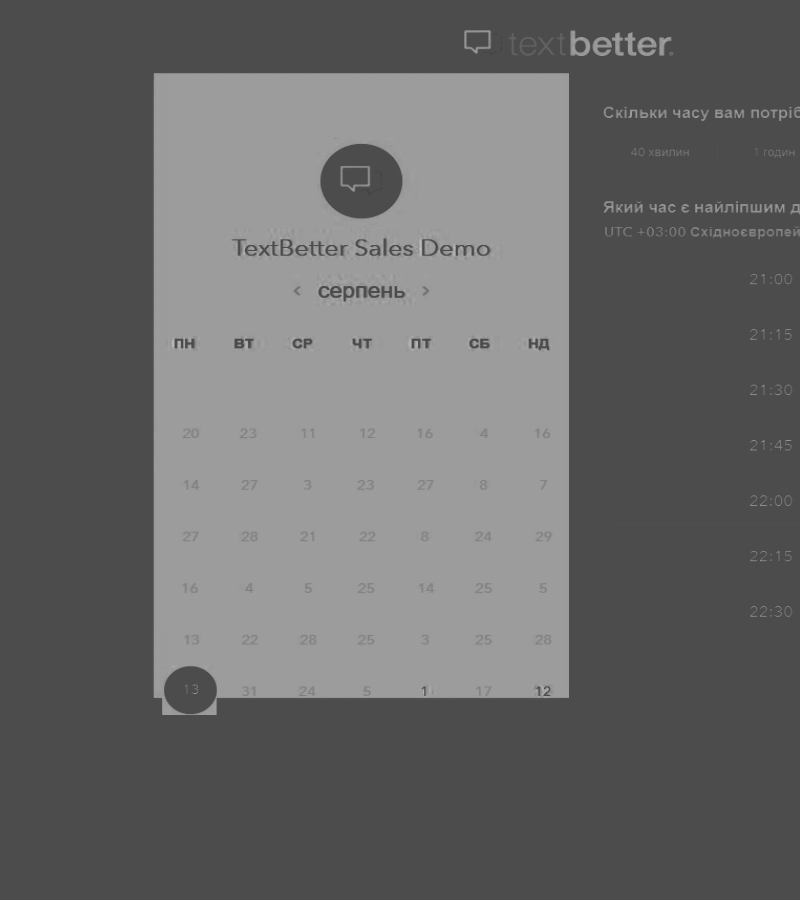 textbetter.
TextBetter Sales Demo
серпень
ПН ВТ СР ЧТ ПТ СБ НД
20 23 11 12 16 4 16
14 27 3 23 27 8 7
27 28 21 22 8 24 29
16 4 5 25 14 25 5
13 22 28 25 3 25 28
13 31 24 5 1 17 12
Скільки часу вам
40 хвилин 1 годин
Який час є найліпшим
UTC +03:00
21:00
21:15
21:30
21:45
22:00
22:15
22:30